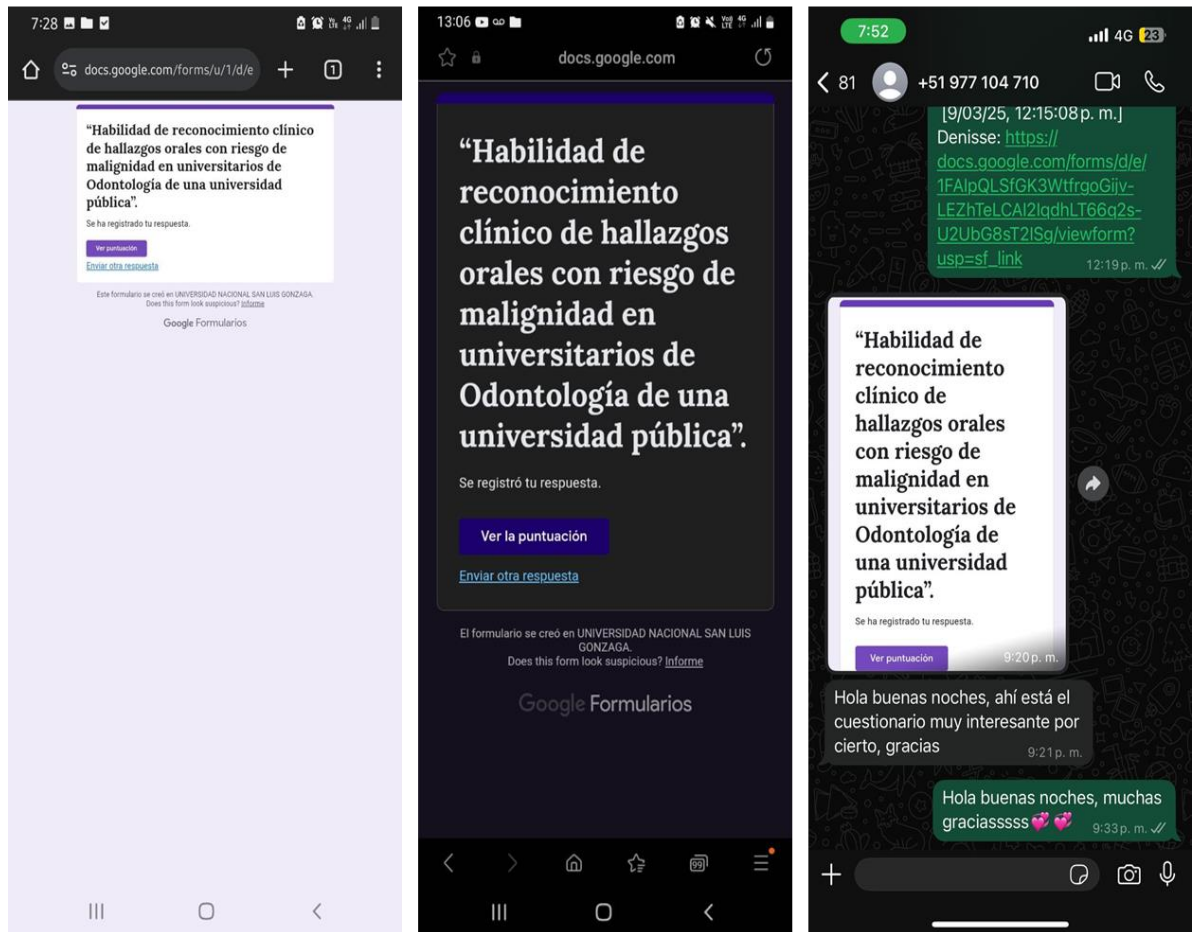 7:28
docs.google.com/forms/u/1/d/e
1
“Habilidad de reconocimiento clínico
de hallazgos orales con riesgo de
malignidad en universitarios de
Odontología de una universidad
pública”.
Se ha registrado tu respuesta.
Ver puntuación
Enviar otra respuesta
Este formulario se creó en UNIVERSIDAD NACIONAL SAN LUIS GONZAGA.
Does this form look suspicious? Informe
Google Formularios
13:06
4G
docs.google.com
“Habilidad de
reconocimiento
clínico de hallazgos
orales con riesgo de
malignidad en
universitarios de
Odontología de una
universidad pública”.
Se registró tu respuesta.
Ver la puntuación
Enviar otra respuesta
El formulario se creó en UNIVERSIDAD NACIONAL SAN LUIS
GONZAGA.
Does this form look suspicious? Informe
Google Formularios
99
7:52
4G 23
81
+51 977 104 710
[9/03/25, 12:15:08 p. m.]
Denisse: https://
docs.google.com/forms/d/e/
1FAIpQLSfGK3WtfrgoGijv-
LEZhTeLCAI2IqdhLT66q2s-
U2UbG8sT2ISg/viewform?
usp=sf_link
12:19 p. m.
“Habilidad de
reconocimiento
clínico de
hallazgos orales
con riesgo de
malignidad en
universitarios de
Odontología de
una universidad
pública”.
Se ha registrado tu respuesta.
Ver puntuación
9:20 p. m.
Hola buenas noches, ahí está el
cuestionario muy interesante por
cierto, gracias
9:21 p. m.
Hola buenas noches, muchas
graciasssss💞💞
9:33 p. m.